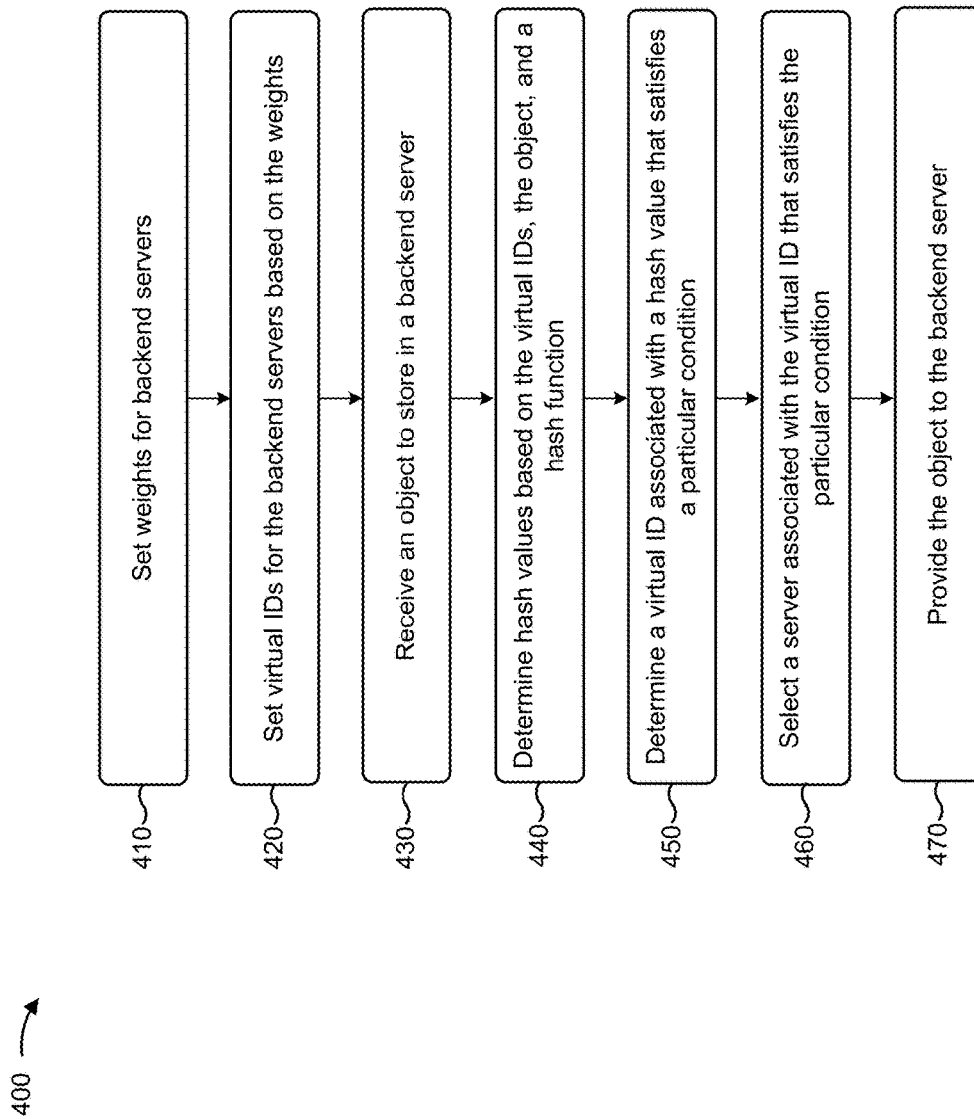 400
410
Set weights for backend servers
420
Set virtual IDs for the backend servers based on the weights
430
Receive an object to store in a backend server
440
Determine hash values based on the virtual IDs, the object, and a
hash function
450
Determine a virtual ID associated with a hash value that satisfies
a particular condition
460
Select a server associated with the virtual ID that satisfies the
particular condition
470
Provide the object to the backend server